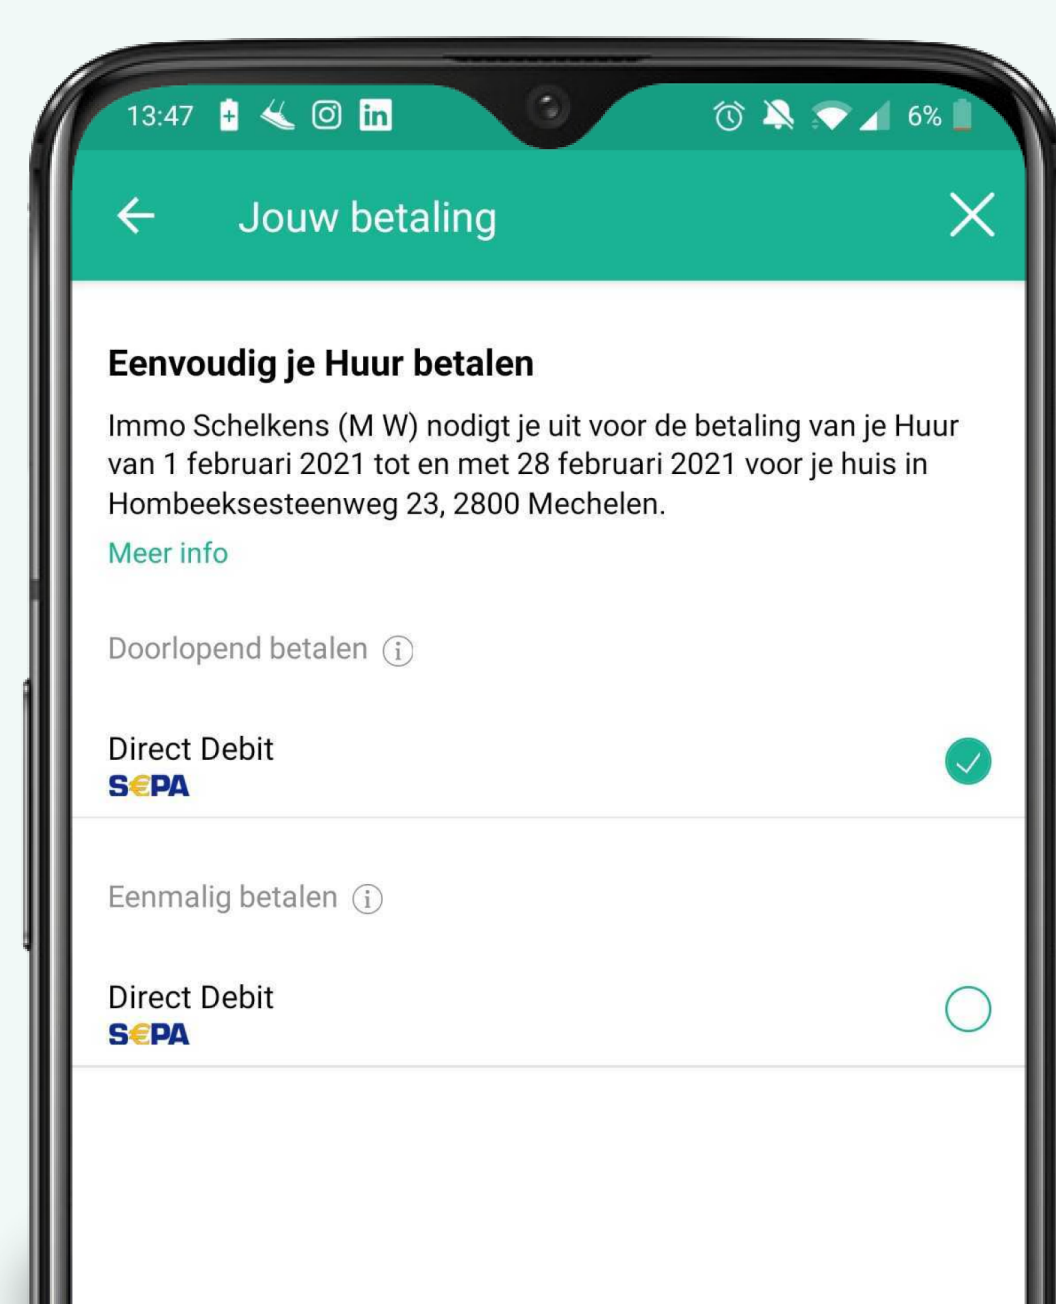 13:47
6%
Jouw betaling
Eenvoudig je Huur betalen
Immo Schelkens (M W) nodigt je uit voor de betaling van je Huur
van 1 februari 2021 tot en met 28 februari 2021 voor je huis in
Hombeeksesteenweg 23, 2800 Mechelen.
Meer info
Doorlopend betalen
Direct Debit
S€PA
Eenmalig betalen
Direct Debit
S€PA